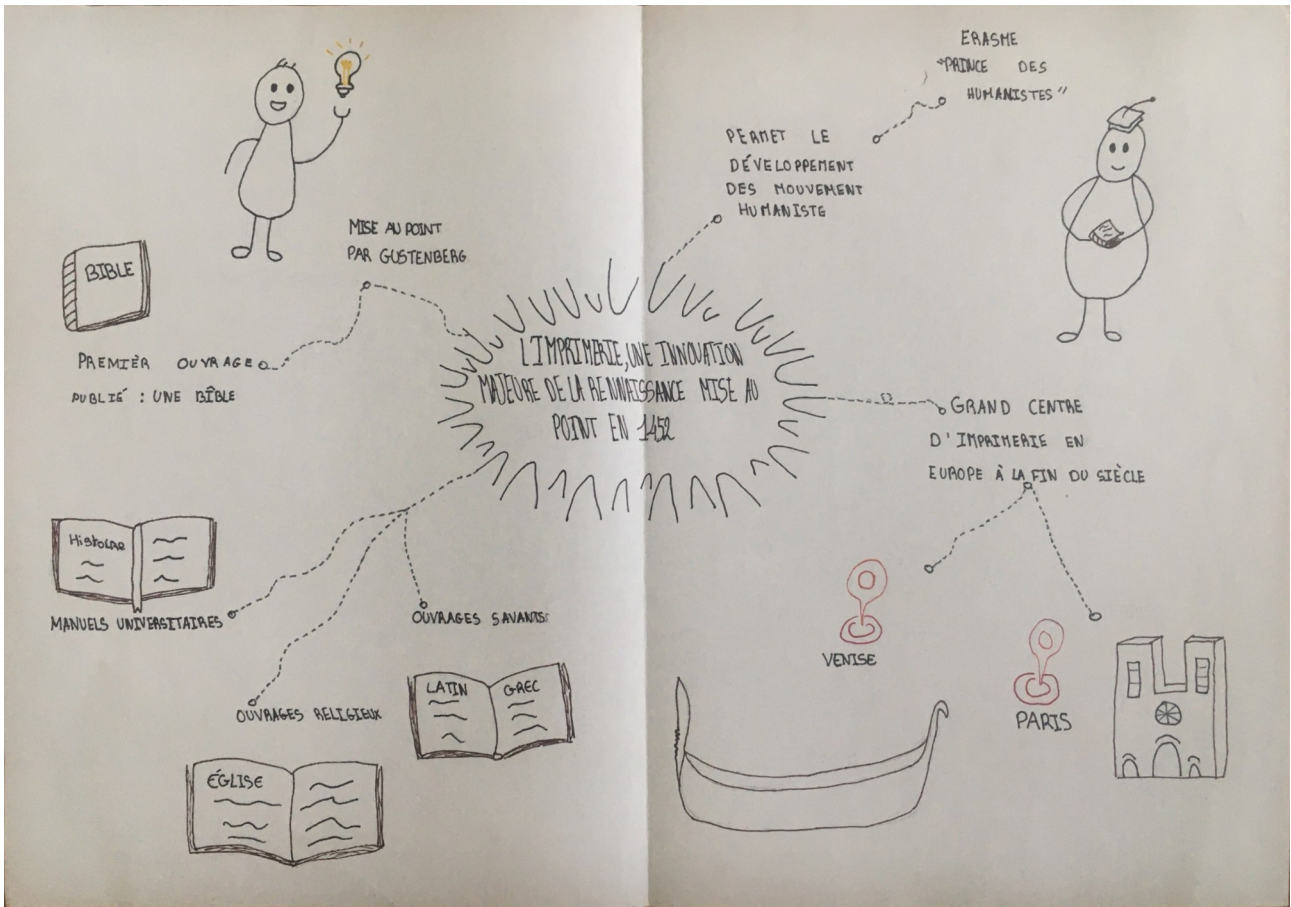 ERASME
"PRINCE DES
HUMANISTES"
PERMET LE
DÉVELOPPEMENT
DES MOUVEMENT
HUMANISTE
MISE AU POINT
PAR GUSTENBERG
BIBLE
PREMIÈR OUVRAGE
PUBLIÉ : UNE BÎBLE
L'IMPRIMERIE, UNE INNOVATION
MAJEURE DE LA RENNAISSANCE MISE AU
POINT EN 1452
GRAND CENTRE
D'IMPRIMERIE EN
EUROPE À LA FIN DU SIÈCLE
Histoire
MANUELS UNIVERSITAIRES
OUVRAGES SAVANTS
LATIN GREC
OUVRAGES RELIGIEUX
ÉGLISE
VENISE
PARIS